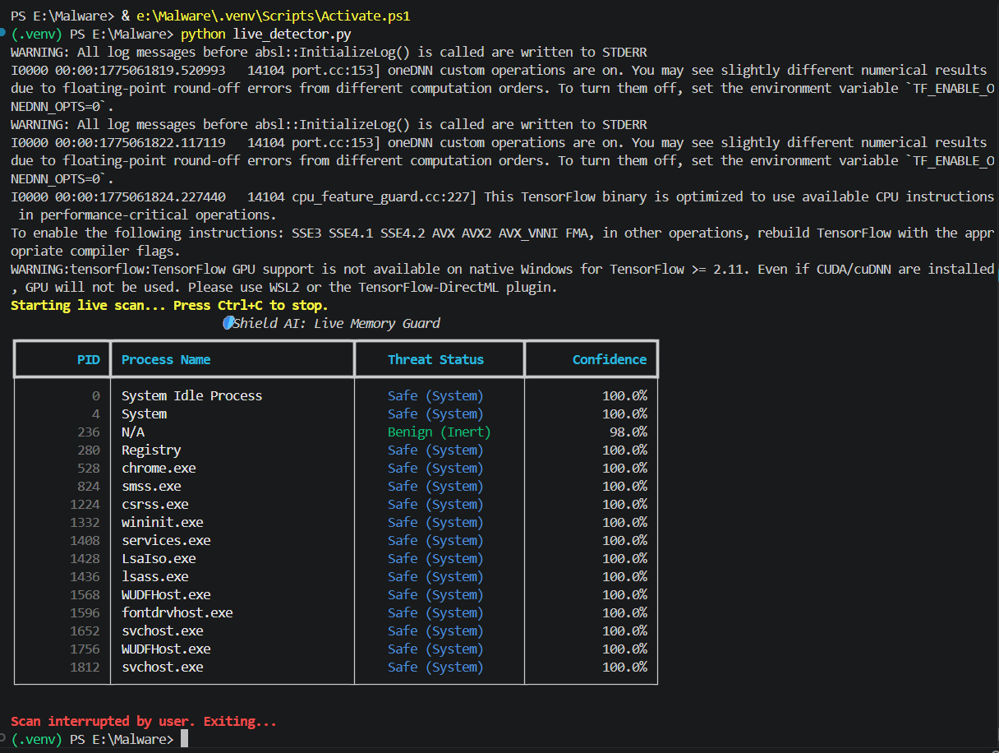 PS E:\Malware> & e:\Malware\.venv\Scripts\Activate.ps1
(.venv) PS E:\Malware> python live_detector.py
WARNING: All log messages before absl::InitializeLog() is called are written to STDERR
I0000 00:00:1775061819.520993   14104 port.cc:153] oneDNN custom operations are on. You may see slightly different numerical results
due to floating-point round-off errors from different computation orders. To turn them off, set the environment variable `TF_ENABLE_O
NEDNN_OPTS=0`.
WARNING: All log messages before absl::InitializeLog() is called are written to STDERR
I0000 00:00:1775061822.117119   14104 port.cc:153] oneDNN custom operations are on. You may see slightly different numerical results
due to floating-point round-off errors from different computation orders. To turn them off, set the environment variable `TF_ENABLE_O
NEDNN_OPTS=0`.
I0000 00:00:1775061824.227440   14104 cpu_feature_guard.cc:227] This TensorFlow binary is optimized to use available CPU instructions
 in performance-critical operations.
To enable the following instructions: SSE3 SSE4.1 SSE4.2 AVX AVX2 AVX_VNNI FMA, in other operations, rebuild TensorFlow with the appr
opriate compiler flags.
WARNING:tensorflow:TensorFlow GPU support is not available on native Windows for TensorFlow >= 2.11. Even if CUDA/cuDNN are installed
, GPU will not be used. Please use WSL2 or the TensorFlow-DirectML plugin.
Starting live scan... Press Ctrl+C to stop.
Shield AI: Live Memory Guard
PID Process Name Threat Status Confidence
0 System Idle Process Safe (System) 100.0%
4 System Safe (System) 100.0%
236 N/A Benign (Inert) 98.0%
280 Registry Safe (System) 100.0%
528 chrome.exe Safe (System) 100.0%
824 smss.exe Safe (System) 100.0%
1224 csrss.exe Safe (System) 100.0%
1332 wininit.exe Safe (System) 100.0%
1408 services.exe Safe (System) 100.0%
1428 LsaIso.exe Safe (System) 100.0%
1436 lsass.exe Safe (System) 100.0%
1568 WUDFHost.exe Safe (System) 100.0%
1596 fontdrvhost.exe Safe (System) 100.0%
1652 svchost.exe Safe (System) 100.0%
1756 WUDFHost.exe Safe (System) 100.0%
1812 svchost.exe Safe (System) 100.0%
Scan interrupted by user. Exiting...
(.venv) PS E:\Malware>